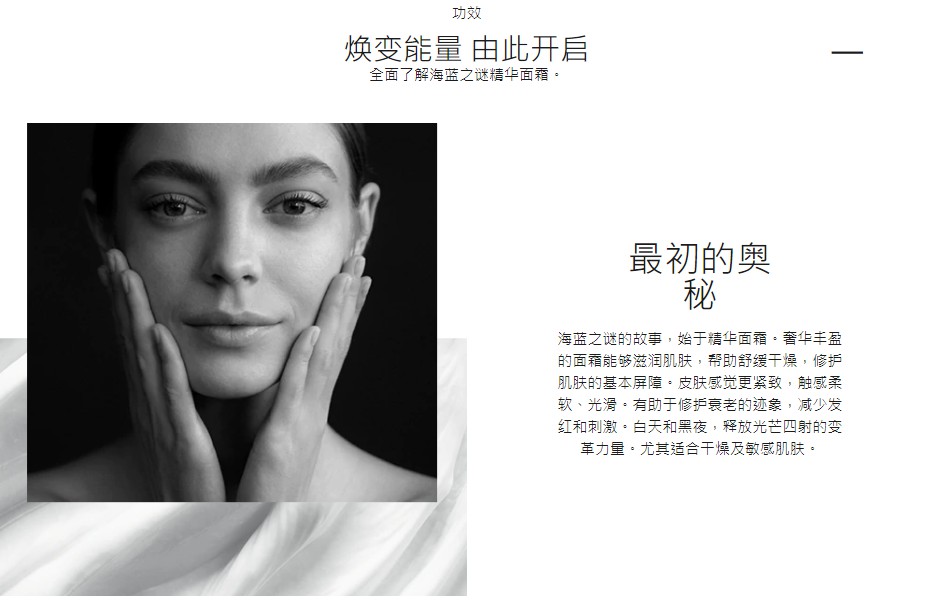 功效
焕变能量 由此开启
全面了解海蓝之谜精华面霜。
最初的奥
秘
海蓝之谜的故事，始于精华面霜。奢华丰盈
的面霜能够滋润肌肤，帮助舒缓干燥，修护
肌肤的基本屏障。皮肤感觉更紧致，触感柔
软、光滑。有助于修护衰老的迹象，减少发
红和刺激。白天和黑夜，释放光芒四射的变
革力量。尤其适合干燥及敏感肌肤。